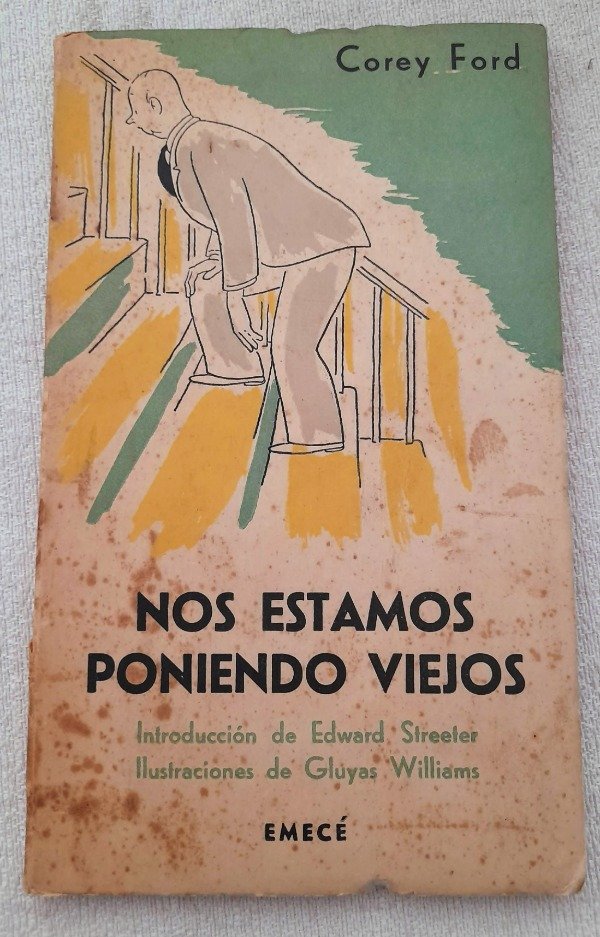 Corey Ford
NOS ESTAMOS
PONIENDO VIEJOS
Introducción de Edward Streeter
Ilustraciones de Gluyas Williams
EMECÉ